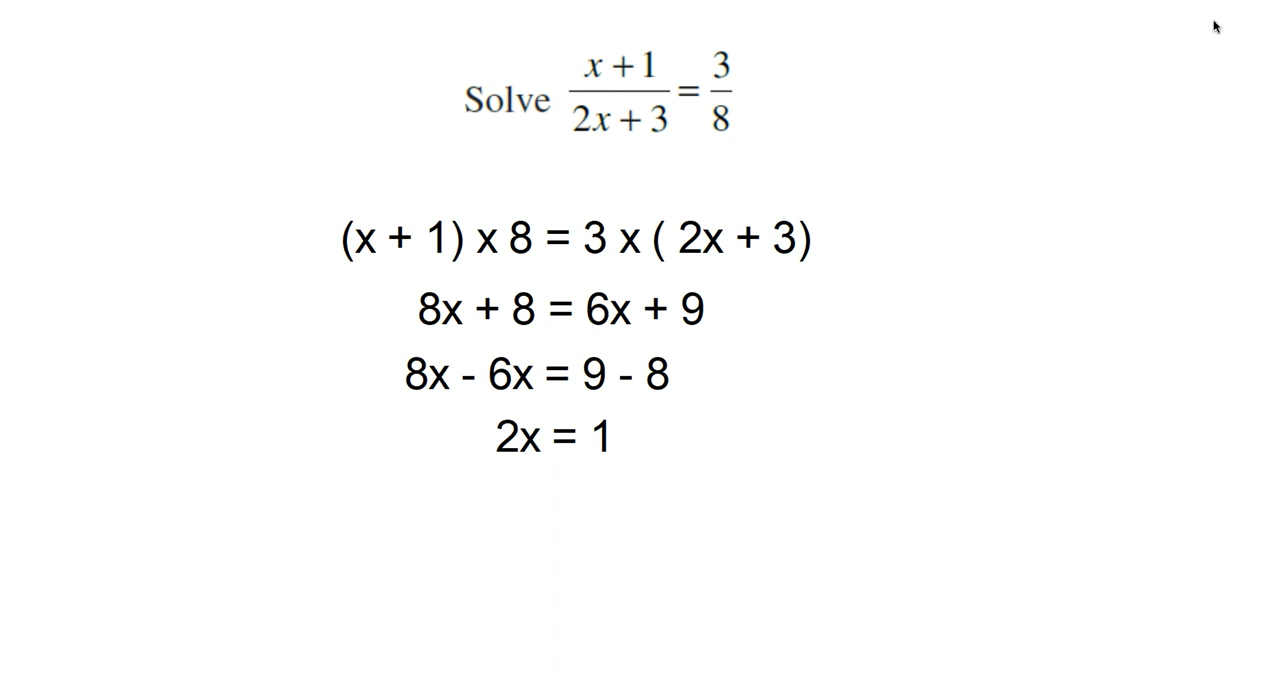 Solve (x + 1)/(2x + 3) = 3/8
(x + 1) x 8 = 3 x ( 2x + 3)
8x + 8 = 6x + 9
8x - 6x = 9 - 8
2x = 1